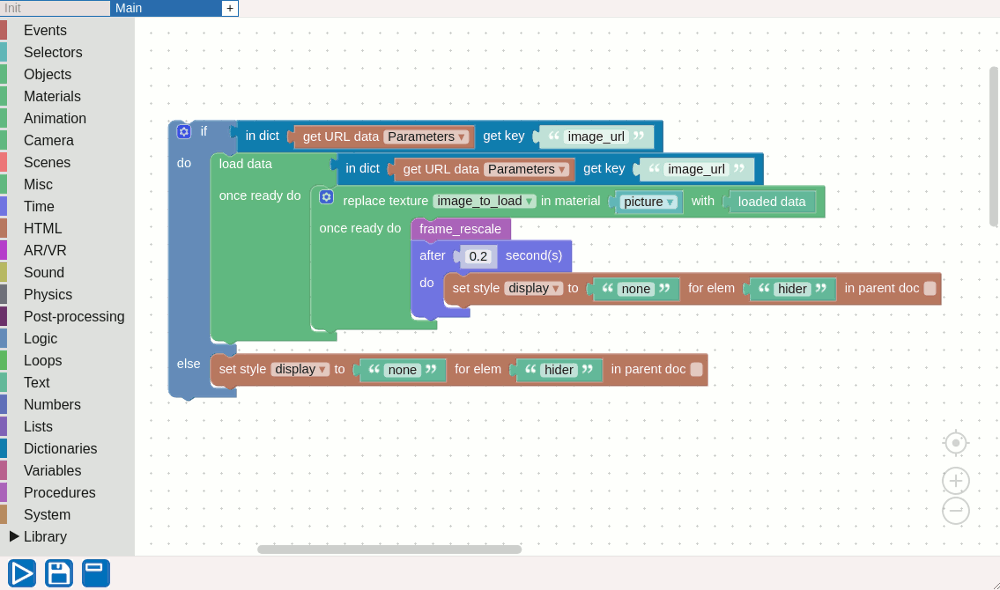 Init Main +
Events
Selectors
Objects
Materials
Animation
Camera
Scenes
Misc
Time
HTML
AR/VR
Sound
Physics
Post-processing
Logic
Loops
Text
Numbers
Lists
Dictionaries
Variables
Procedures
System
Library
if in dict get URL data Parameters get key “ image_url ”
do load data in dict get URL data Parameters get key “ image_url ”
once ready do replace texture image_to_load in material picture with loaded data
once ready do frame_rescale
after 0.2 second(s)
do set style display to “ none ” for elem “ hider ” in parent doc
else set style display to “ none ” for elem “ hider ” in parent doc